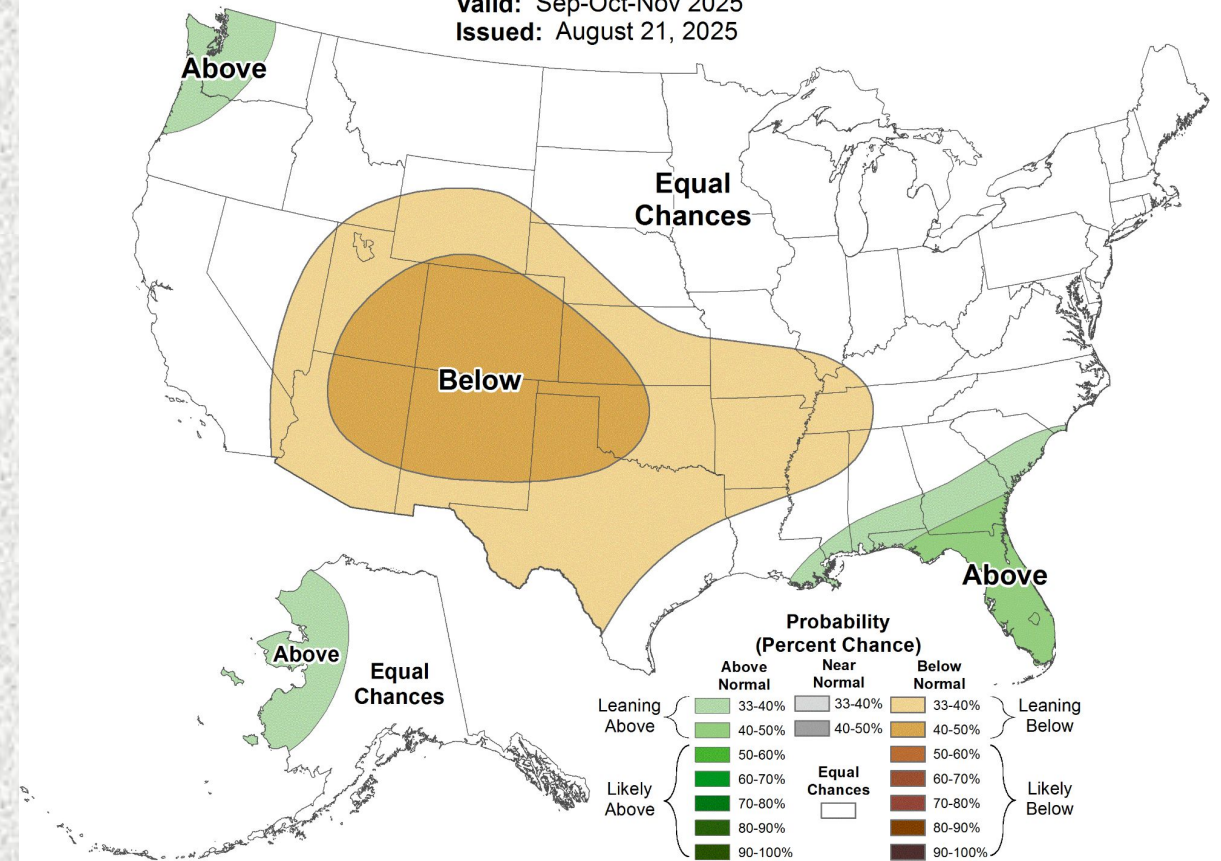 Valid: Sep-Oct-Nov 2025
Issued: August 21, 2025
Above
Equal
Chances
Below
Above
Above
Equal
Chances
Probability
(Percent Chance)
Above
Normal
Near
Normal
Below
Normal
Leaning
Above
33-40%
40-50%
33-40%
40-50%
33-40%
40-50%
Leaning
Below
Likely
Above
50-60%
60-70%
70-80%
80-90%
90-100%
Equal
Chances
50-60%
60-70%
70-80%
80-90%
90-100%
Likely
Below